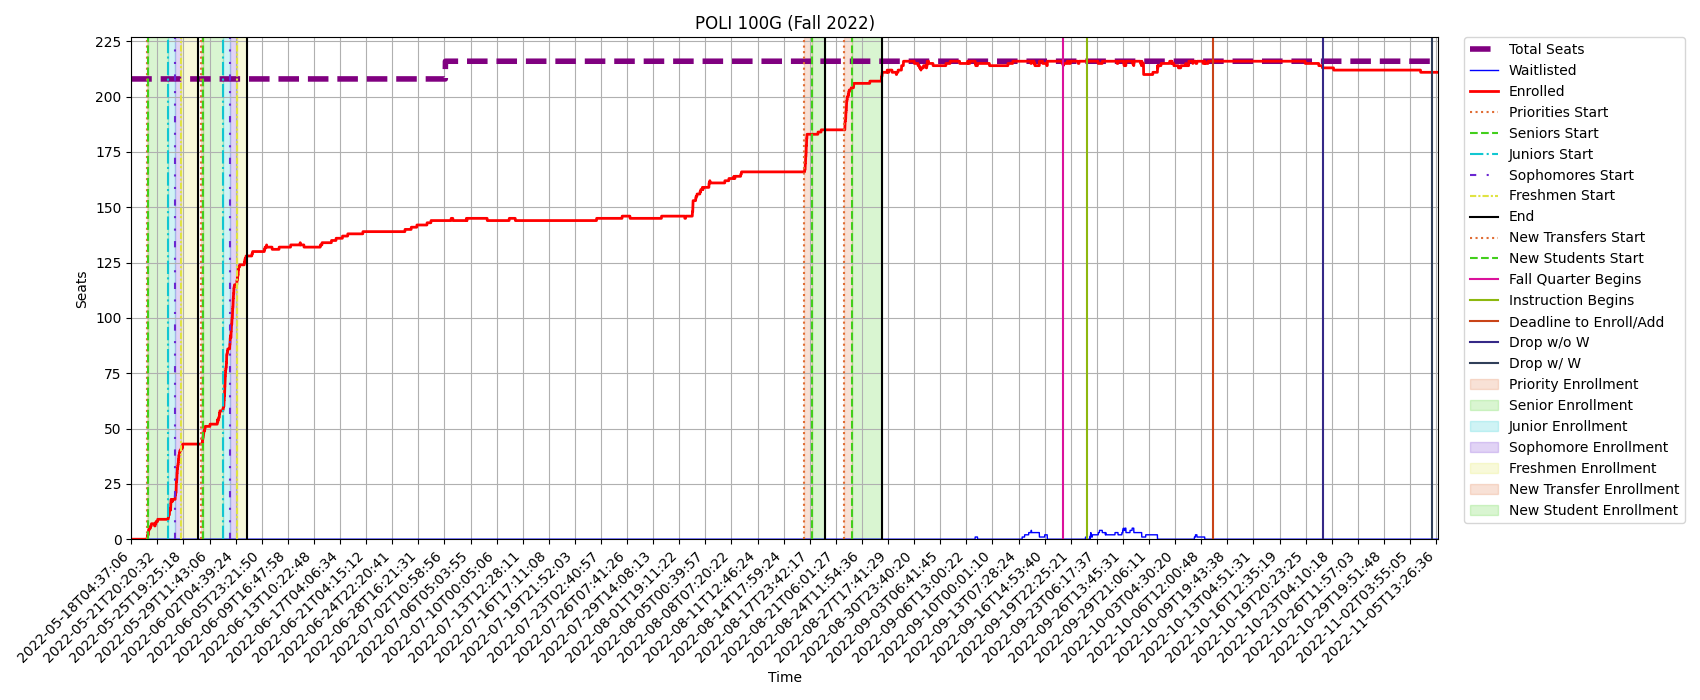 POLI 100G (Fall 2022)
Seats
225
200
175
150
125
100
75
50
25
0
2022-05-18T04:37:06
2022-05-21T20:20:32
2022-05-25T19:25:18
2022-05-29T11:43:06
2022-06-02T04:39:24
2022-06-05T23:21:50
2022-06-09T16:47:58
2022-06-13T10:22:48
2022-06-17T04:06:34
2022-06-21T04:15:12
2022-06-24T22:20:41
2022-06-28T16:21:31
2022-07-02T10:58:56
2022-07-06T05:03:55
2022-07-10T00:05:06
2022-07-13T12:28:11
2022-07-16T17:11:08
2022-07-19T21:52:03
2022-07-23T02:40:57
2022-07-26T07:41:26
2022-07-29T14:08:13
2022-08-01T19:11:22
2022-08-05T00:39:57
2022-08-08T07:20:22
2022-08-11T12:46:24
2022-08-14T17:59:24
2022-08-17T23:42:17
2022-08-21T06:01:27
2022-08-24T11:54:36
2022-08-27T17:41:29
2022-08-30T23:40:20
2022-09-03T06:41:45
2022-09-06T13:00:22
2022-09-10T00:01:10
2022-09-13T07:28:24
2022-09-16T14:53:40
2022-09-19T22:25:21
2022-09-23T06:17:37
2022-09-26T13:45:31
2022-09-29T21:06:11
2022-10-03T04:30:20
2022-10-06T12:00:48
2022-10-09T19:43:38
2022-10-13T04:51:31
2022-10-16T12:35:19
2022-10-19T20:23:25
2022-10-23T04:10:18
2022-10-26T11:57:03
2022-10-29T19:51:48
2022-11-02T03:55:05
2022-11-05T13:26:36
Time
Total Seats
Waitlisted
Enrolled
Priorities Start
Seniors Start
Juniors Start
Sophomores Start
Freshmen Start
End
New Transfers Start
New Students Start
Fall Quarter Begins
Instruction Begins
Deadline to Enroll/Add
Drop w/o W
Drop w/ W
Priority Enrollment
Senior Enrollment
Junior Enrollment
Sophomore Enrollment
Freshmen Enrollment
New Transfer Enrollment
New Student Enrollment